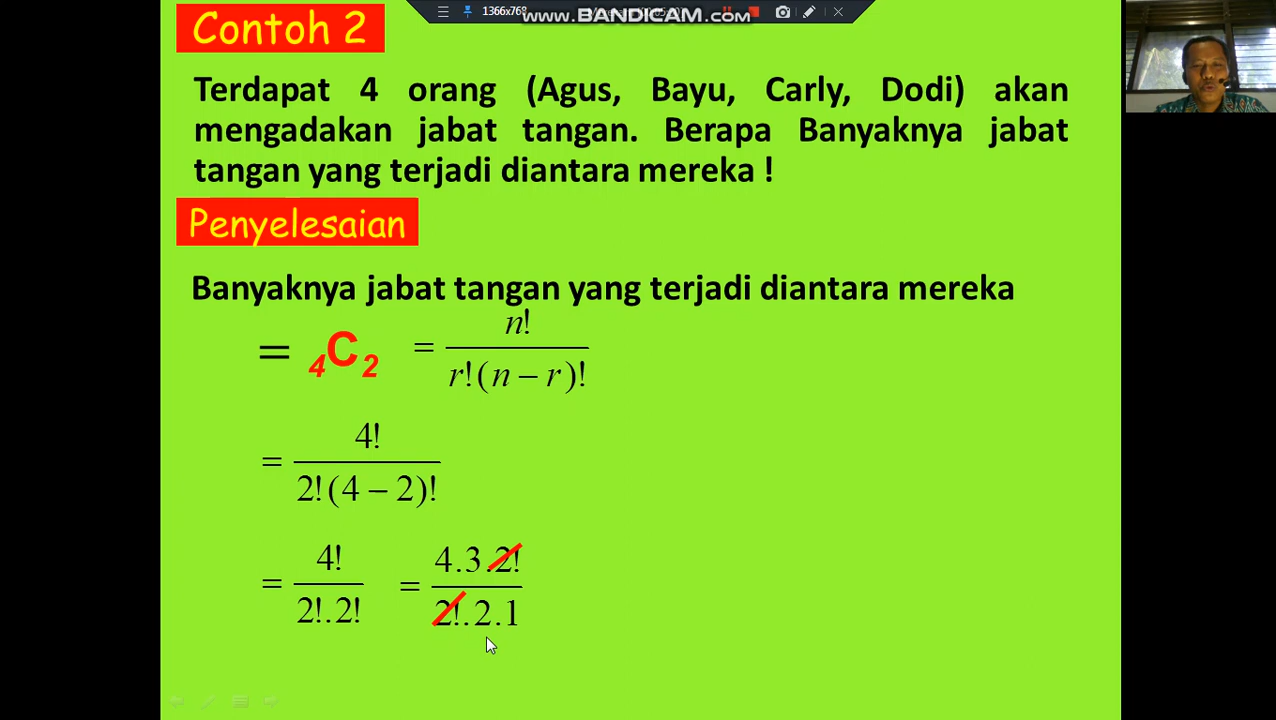 1366x768
www.BANDICAM.com
Contoh 2
Terdapat 4 orang (Agus, Bayu, Carly, Dodi) akan
mengadakan jabat tangan. Berapa Banyaknya jabat
tangan yang terjadi diantara mereka !
Penyelesaian
Banyaknya jabat tangan yang terjadi diantara mereka
= ₄C₂ = n! / r!(n − r)!
= 4! / 2!(4 − 2)!
= 4! / 2!.2! = 4.3.2! / 2!.2.1